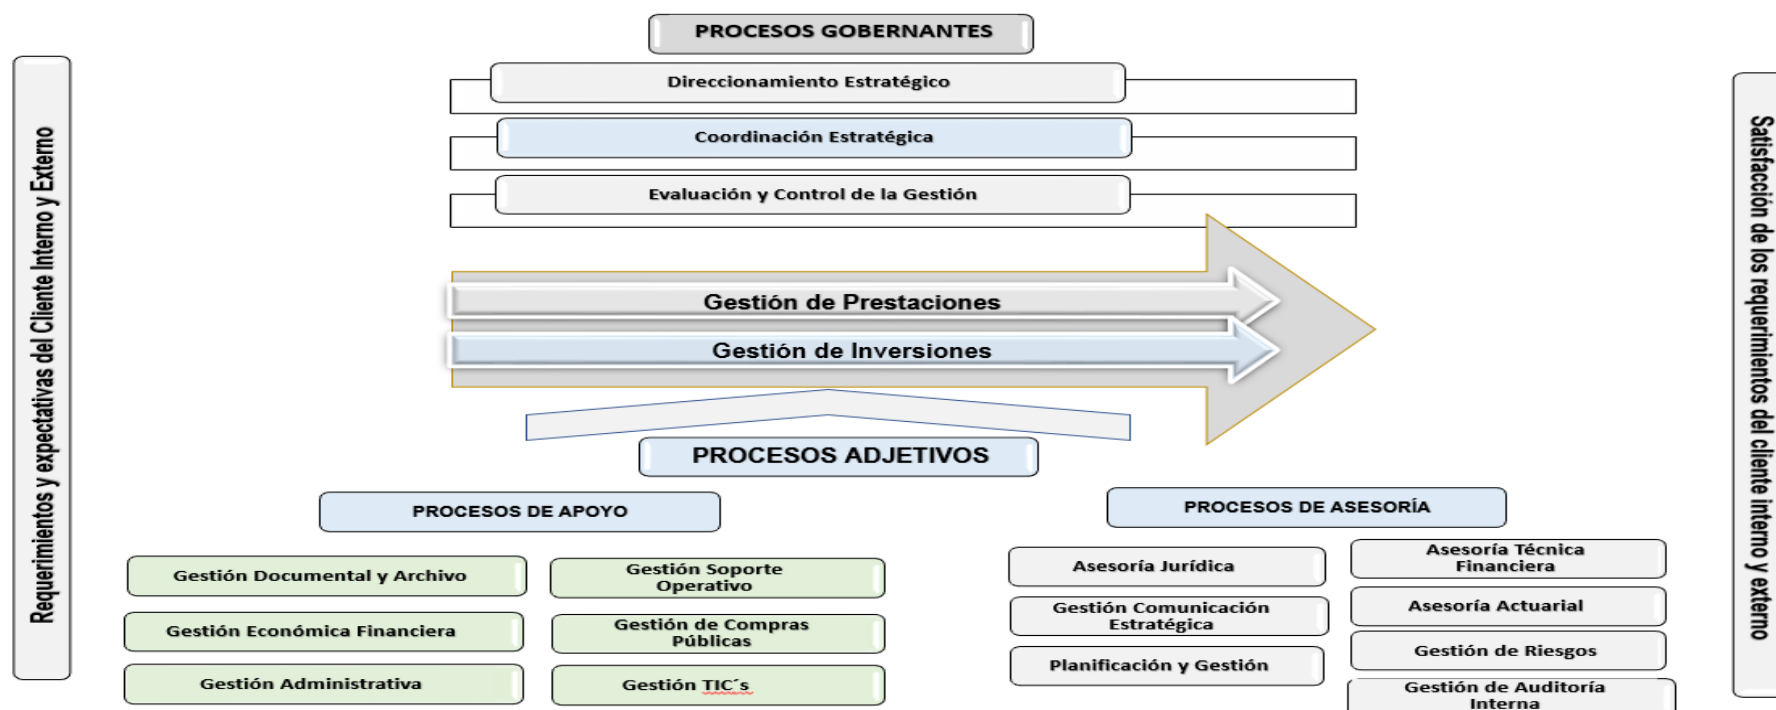 PROCESOS GOBERNANTES
Direccionamiento Estratégico
Coordinación Estratégica
Evaluación y Control de la Gestión
Requerimientos y expectativas del Cliente Interno y Externo
Satisfacción de los requerimientos del cliente interno y externo
Gestión de Prestaciones
Gestión de Inversiones
PROCESOS ADJETIVOS
PROCESOS DE APOYO
Gestión Documental y Archivo
Gestión Económica Financiera
Gestión Administrativa
Gestión Soporte
Operativo
Gestión de Compras
Públicas
Gestión TIC´s
PROCESOS DE ASESORÍA
Asesoría Jurídica
Gestión Comunicación
Estratégica
Planificación y Gestión
Asesoría Técnica
Financiera
Asesoría Actuarial
Gestión de Riesgos
Gestión de Auditoría
Interna